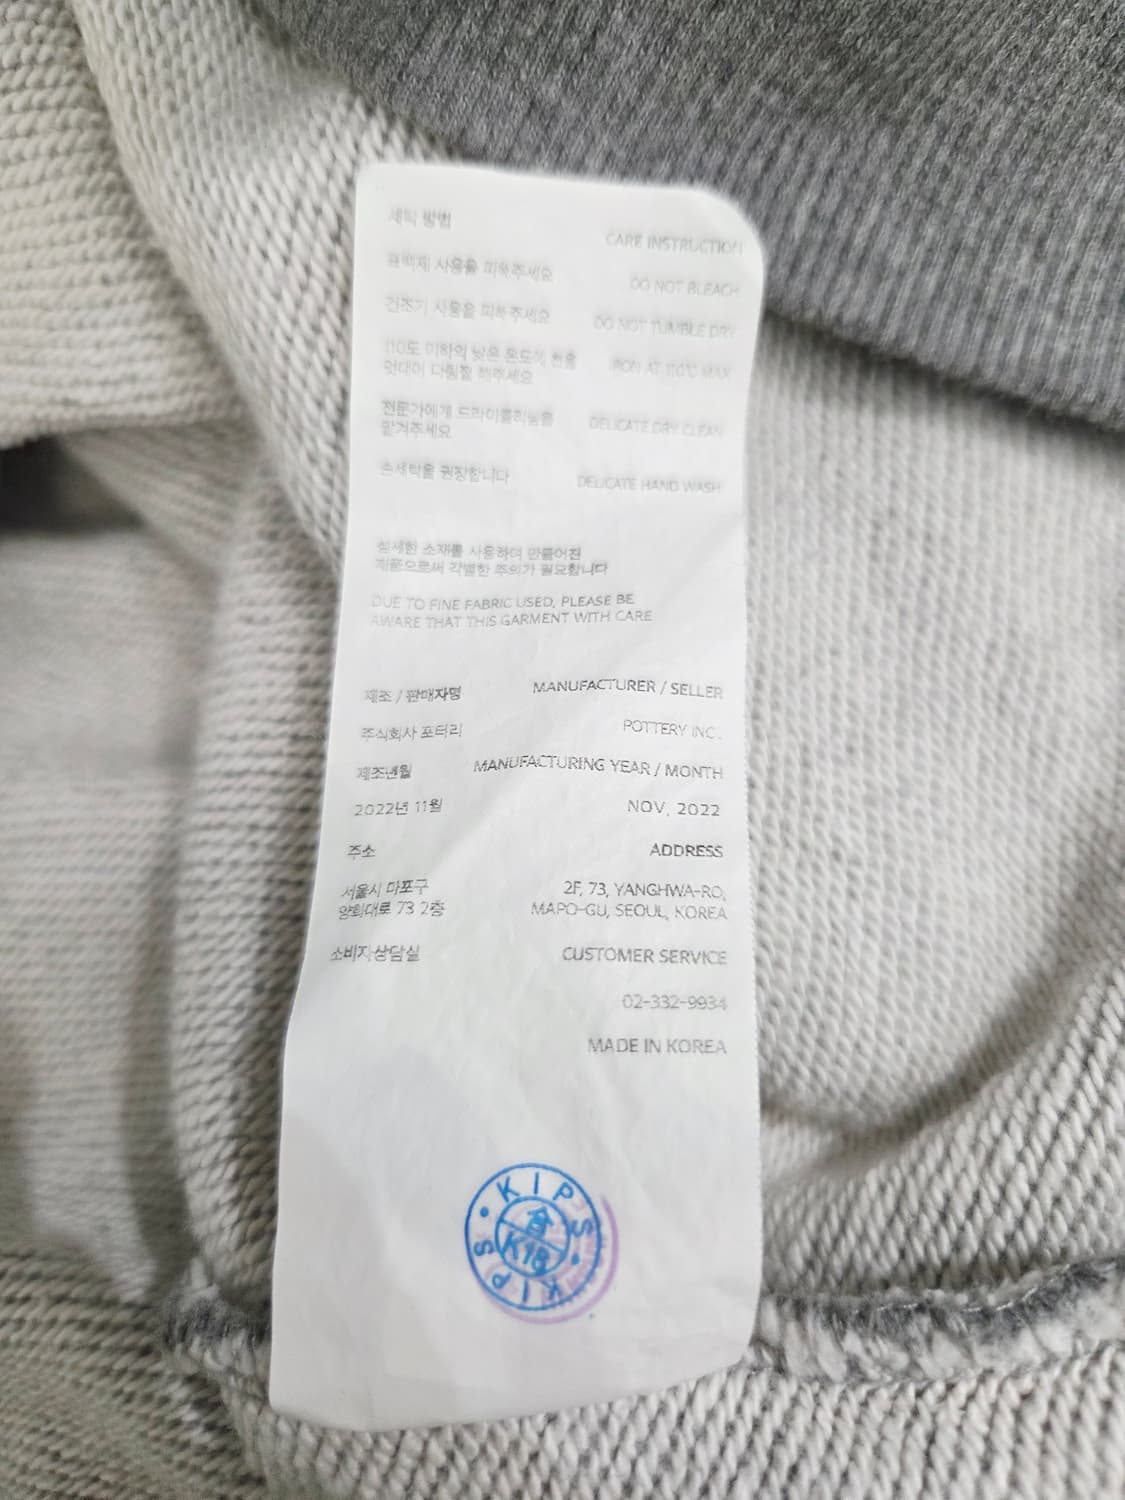 세탁 방법
CARE INSTRUCTION
표백제 사용을 피해주세요
DO NOT BLEACH
건조기 사용을 피해주세요
DO NOT TUMBLE DRY
110도 이하의 낮은 온도에 천을
덧대어 다림질 해주세요
IRON AT 110℃ MAX
전문가에게 드라이클리닝을
맡겨주세요
DELICATE DRY CLEAN
손세탁을 권장합니다
DELICATE HAND WASH
섬세한 소재를 사용하여 만들어진
제품으로써 각별한 주의가 필요합니다
DUE TO FINE FABRIC USED, PLEASE BE
AWARE THAT THIS GARMENT WITH CARE
제조 / 판매자명
MANUFACTURER / SELLER
주식회사 포터리
POTTERY INC.
제조년월
MANUFACTURING YEAR / MONTH
2022년 11월
NOV, 2022
주소
ADDRESS
서울시 마포구
양화대로 73 2층
2F, 73, YANGHWA-RO,
MAPO-GU, SEOUL, KOREA
소비자상담실
CUSTOMER SERVICE
02-332-9934
MADE IN KOREA
KIPS
合
K18
KIPS